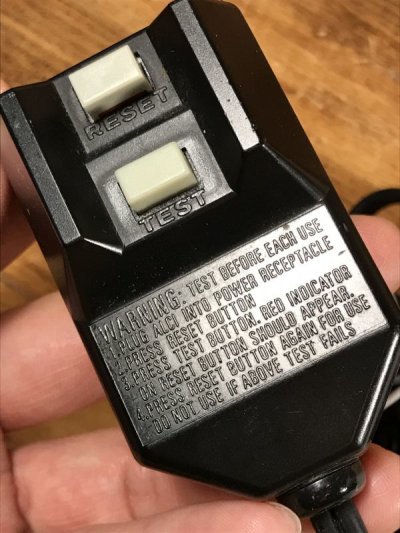 RESET
TEST
WARNING: TEST BEFORE EACH USE
1.PLUG ALCI INTO POWER RECEPTACLE
2.PRESS RESET BUTTON
3.PRESS TEST BUTTON. RED INDICATOR
ON RESET BUTTON SHOULD APPEAR
4.PRESS RESET BUTTON AGAIN FOR USE
DO NOT USE IF ABOVE TEST FAILS